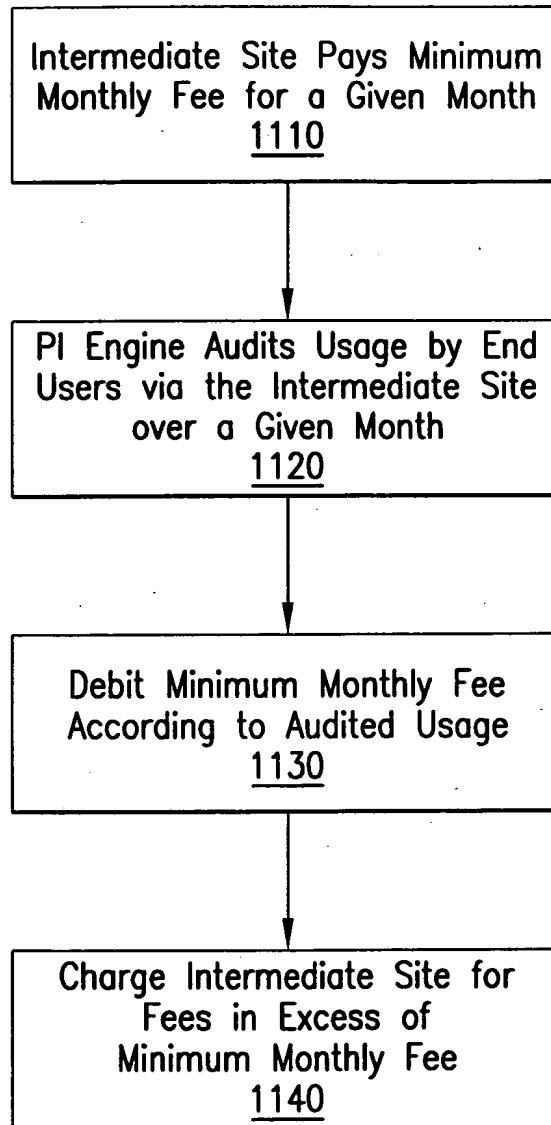 Intermediate Site Pays Minimum
Monthly Fee for a Given Month
1110
PI Engine Audits Usage by End
Users via the Intermediate Site
over a Given Month
1120
Debit Minimum Monthly Fee
According to Audited Usage
1130
Charge Intermediate Site for
Fees in Excess of
Minimum Monthly Fee
1140